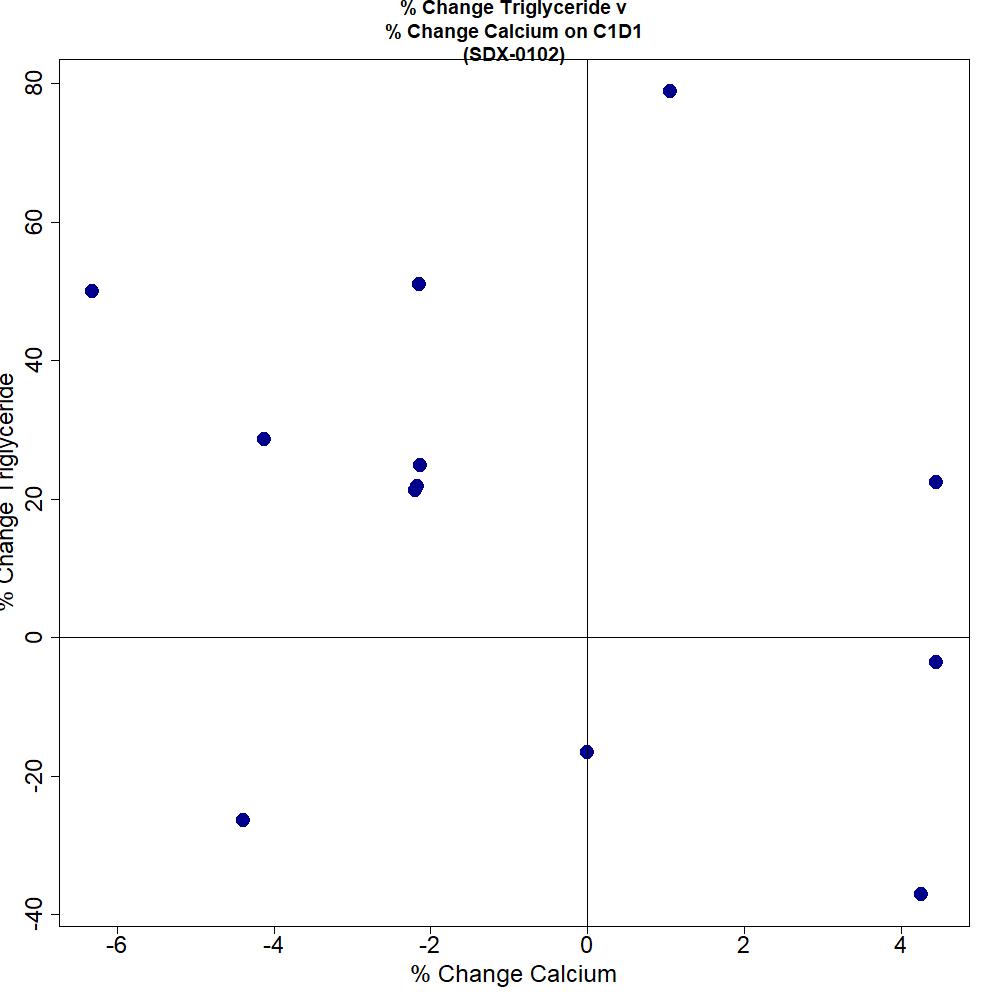 % Change Triglyceride v
% Change Calcium on C1D1
(SDX-0102)
80
60
40
20
0
-20
-40
% Change Triglyceride
-6
-4
-2
0
2
4
% Change Calcium